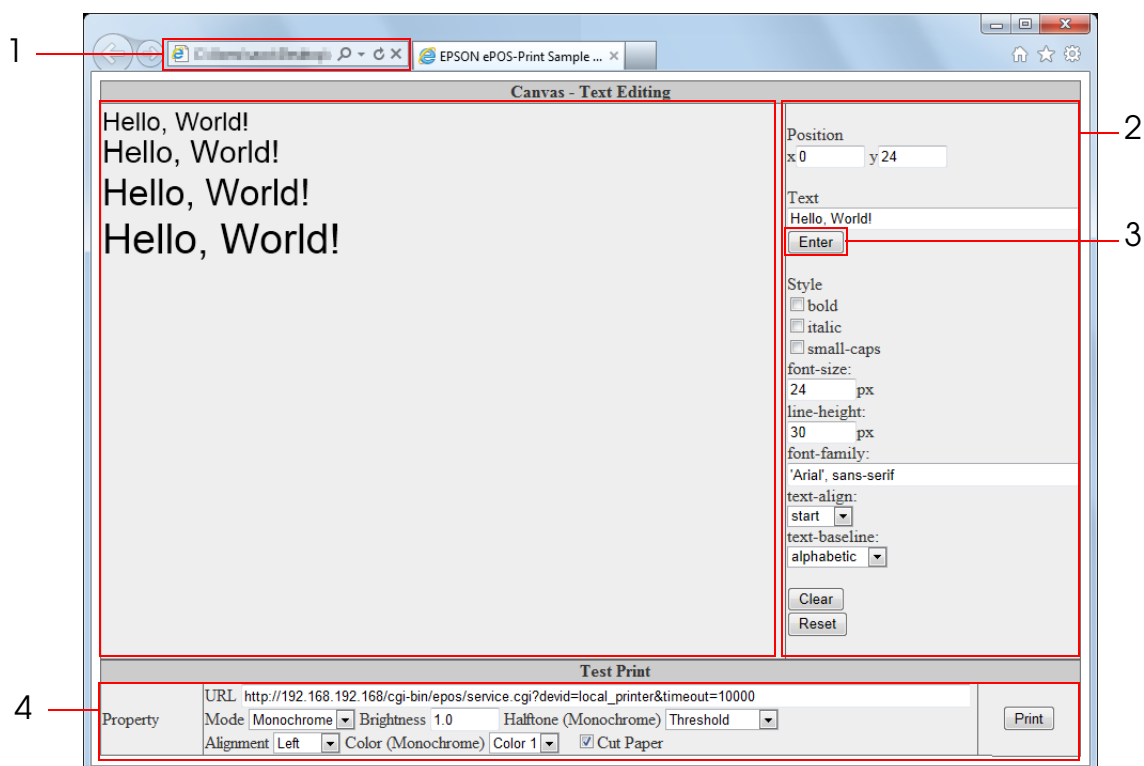 1
EPSON ePOS-Print Sample ...
Canvas - Text Editing
Hello, World!
Hello, World!
Hello, World!
Hello, World!
2
Position
x 0 y 24
Text
Hello, World!
Enter
3
Style
bold
italic
small-caps
font-size:
24 px
line-height:
30 px
font-family:
'Arial', sans-serif
text-align:
start
text-baseline:
alphabetic
Clear
Reset
Test Print
4
Property
URL http://192.168.192.168/cgi-bin/epos/service.cgi?devid=local_printer&timeout=10000
Mode Monochrome Brightness 1.0 Halftone (Monochrome) Threshold
Alignment Left Color (Monochrome) Color 1 Cut Paper
Print